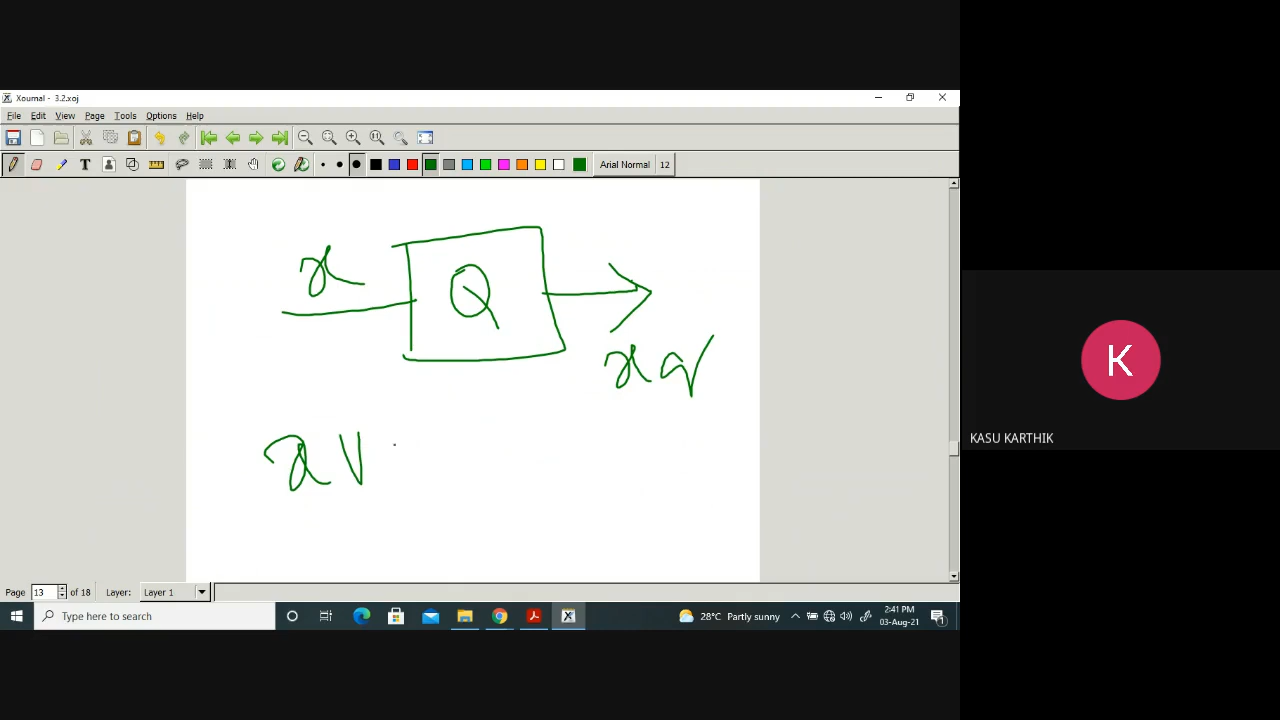 Xournal - 3.2.xoj
File Edit View Page Tools Options Help
Arial Normal 12
x
Q
xq
x V
K
KASU KARTHIK
Page 13 of 18 Layer: Layer 1
Type here to search
28°C Partly sunny
2:41 PM
03-Aug-21
1